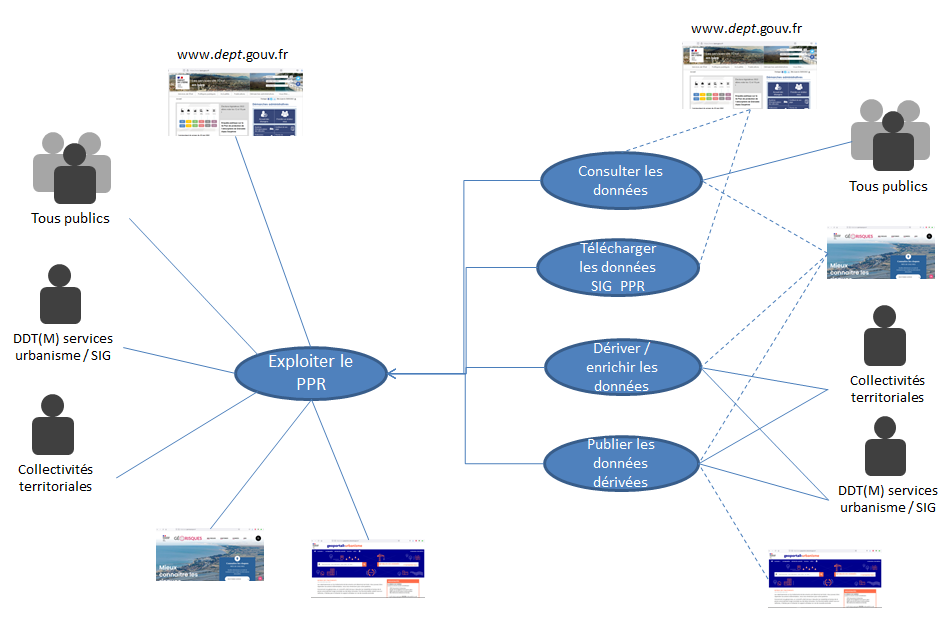 www.dept.gouv.fr
www.dept.gouv.fr
Tous publics
DDT(M) services
urbanisme / SIG
Collectivités
territoriales
Exploiter le
PPR
Consulter les
données
Télécharger
les données
SIG PPR
Dériver /
enrichir les
données
Publier les
données
dérivées
Tous publics
GÉORISQUES
Mieux
connaître les
Collectivités
territoriales
DDT(M) services
urbanisme / SIG
GÉORISQUES
Mieux
connaître les
geoportail urbanisme
geoportail urbanisme